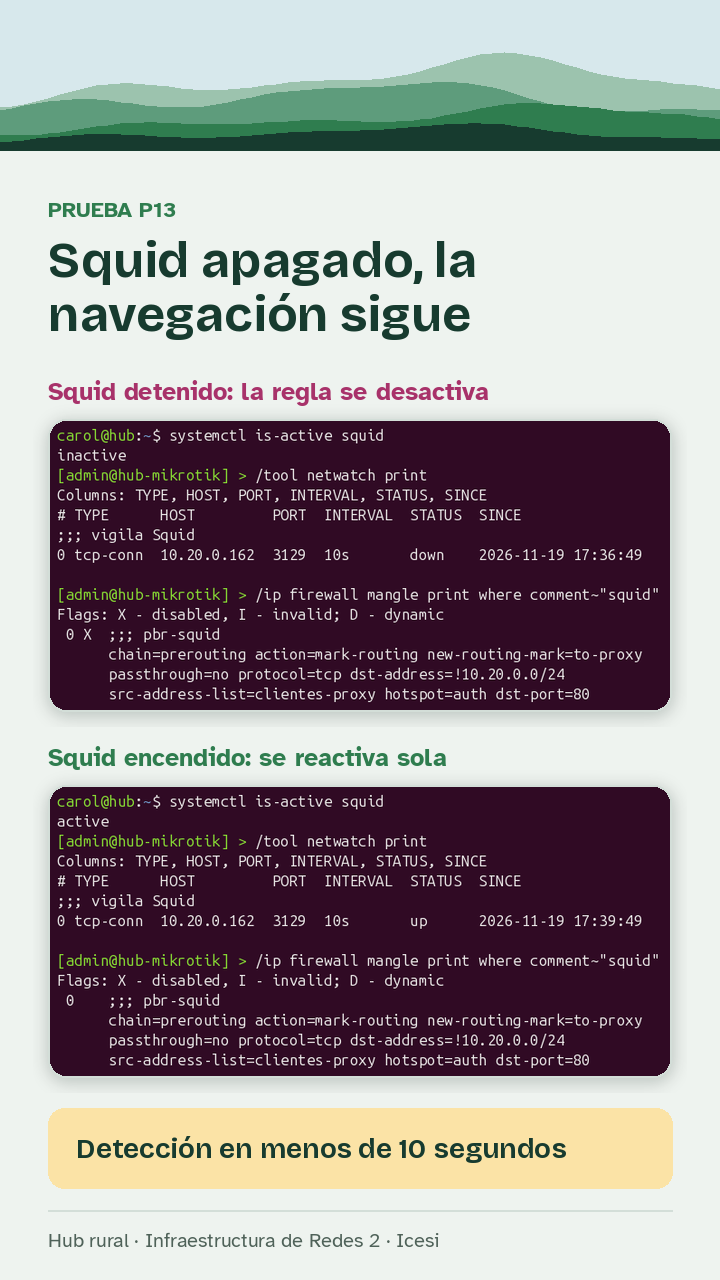 PRUEBA P13
Squid apagado, la
navegación sigue
Squid detenido: la regla se desactiva
carol@hub:~$ systemctl is-active squid
inactive
[admin@hub-mikrotik] > /tool netwatch print
Columns: TYPE, HOST, PORT, INTERVAL, STATUS, SINCE
# TYPE      HOST         PORT  INTERVAL  STATUS  SINCE
;;; vigila Squid
0 tcp-conn  10.20.0.162  3129  10s       down    2026-11-19 17:36:49
[admin@hub-mikrotik] > /ip firewall mangle print where comment~"squid"
Flags: X - disabled, I - invalid; D - dynamic
 0 X  ;;; pbr-squid
      chain=prerouting action=mark-routing new-routing-mark=to-proxy
      passthrough=no protocol=tcp dst-address=!10.20.0.0/24
      src-address-list=clientes-proxy hotspot=auth dst-port=80
Squid encendido: se reactiva sola
carol@hub:~$ systemctl is-active squid
active
[admin@hub-mikrotik] > /tool netwatch print
Columns: TYPE, HOST, PORT, INTERVAL, STATUS, SINCE
# TYPE      HOST         PORT  INTERVAL  STATUS  SINCE
;;; vigila Squid
0 tcp-conn  10.20.0.162  3129  10s       up      2026-11-19 17:39:49
[admin@hub-mikrotik] > /ip firewall mangle print where comment~"squid"
Flags: X - disabled, I - invalid; D - dynamic
 0    ;;; pbr-squid
      chain=prerouting action=mark-routing new-routing-mark=to-proxy
      passthrough=no protocol=tcp dst-address=!10.20.0.0/24
      src-address-list=clientes-proxy hotspot=auth dst-port=80
Detección en menos de 10 segundos
Hub rural · Infraestructura de Redes 2 · Icesi